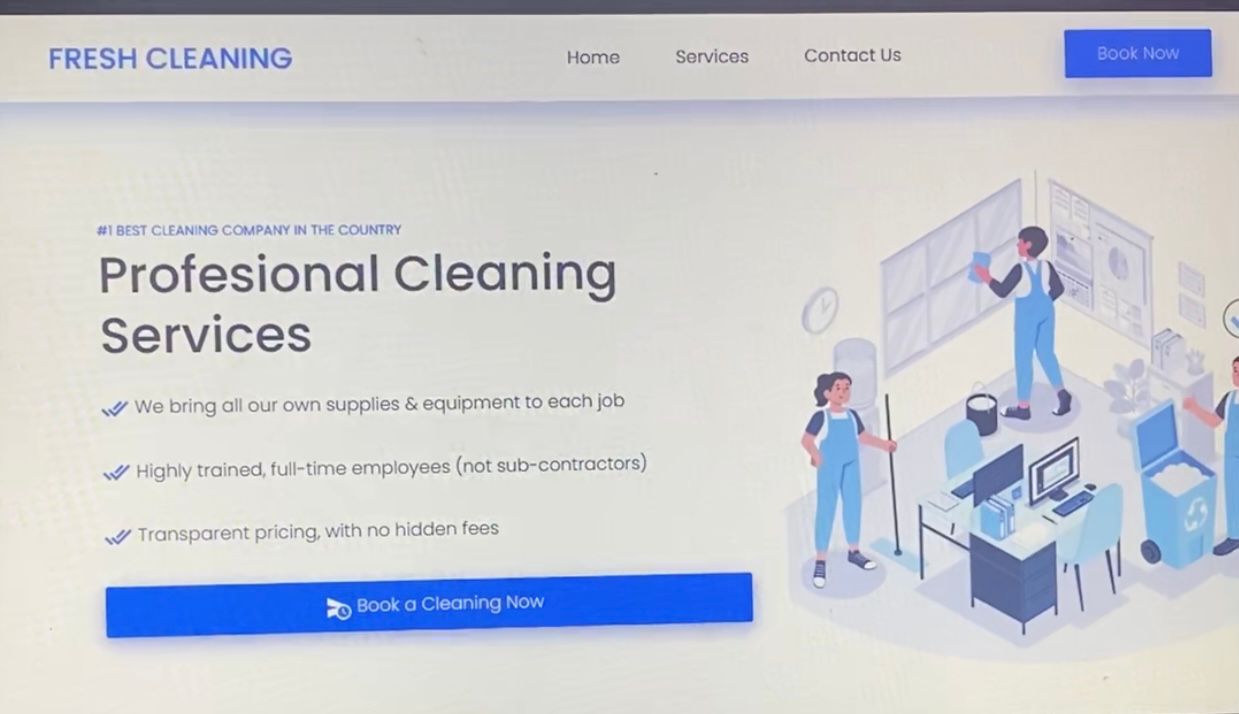 FRESH CLEANING
Home
Services
Contact Us
Book Now
#1 BEST CLEANING COMPANY IN THE COUNTRY
Profesional Cleaning
Services
We bring all our own supplies & equipment to each job
Highly trained, full-time employees (not sub-contractors)
Transparent pricing, with no hidden fees
Book a Cleaning Now